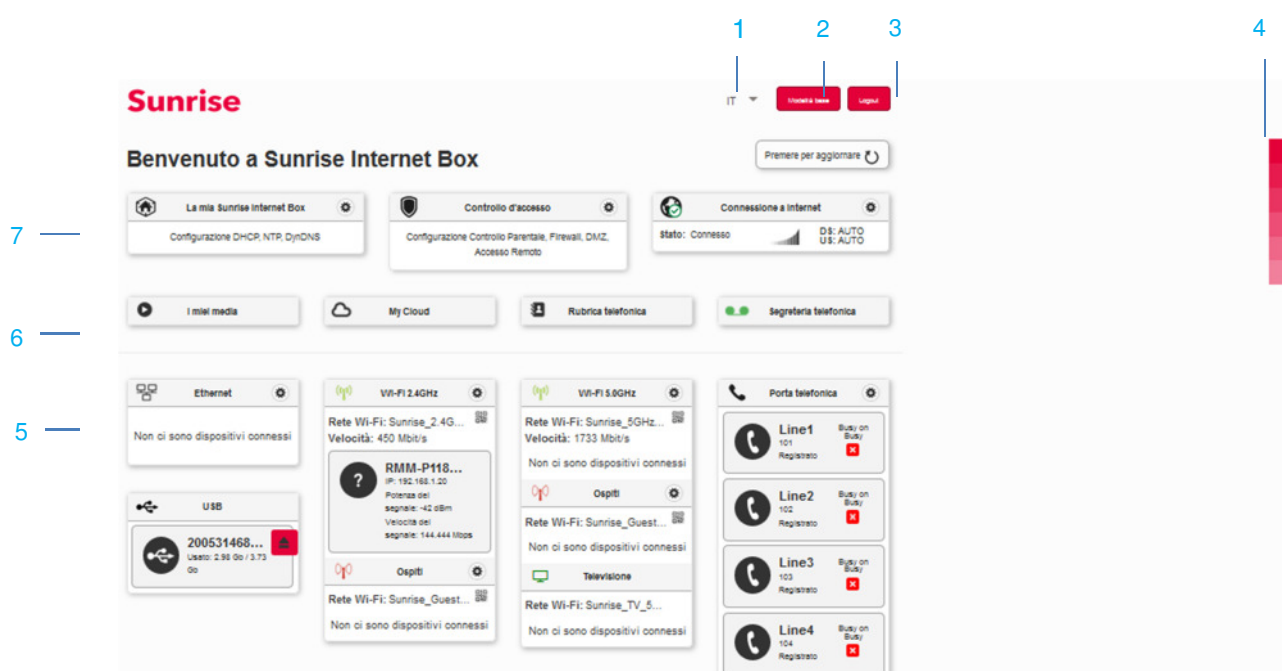 1
2
3
4
Sunrise
IT
Modalità base
Logout
Benvenuto a Sunrise Internet Box
Premere per aggiornare
La mia Sunrise Internet Box
Configurazione DHCP, NTP, DynDNS
Controllo d'accesso
Configurazione Controllo Parentale, Firewall, DMZ,
Accesso Remoto
Connessione a Internet
Stato: Connesso
DS: AUTO
US: AUTO
7
I miei media
My Cloud
Rubrica telefonica
Segreteria telefonica
6
5
Ethernet
Non ci sono dispositivi connessi
USB
200531468...
Usato: 2.98 Go / 3.73
Go
Wi-Fi 2.4GHz
Rete Wi-Fi: Sunrise_2.4G...
Velocità: 450 Mbit/s
?
RMM-P118...
IP: 192.168.1.20
Potenza del
segnale: -42 dBm
Velocità del
segnale: 144,444 Mbps
Ospiti
Rete Wi-Fi: Sunrise_Guest...
Non ci sono dispositivi connessi
Wi-Fi 5.0GHz
Rete Wi-Fi: Sunrise_5GHz...
Velocità: 1733 Mbit/s
Non ci sono dispositivi connessi
Ospiti
Rete Wi-Fi: Sunrise_Guest...
Non ci sono dispositivi connessi
Televisione
Rete Wi-Fi: Sunrise_TV_5...
Non ci sono dispositivi connessi
Porta telefonica
Line1
101
Registrato
Busy on
Busy
Line2
102
Registrato
Busy on
Busy
Line3
103
Registrato
Busy on
Busy
Line4
104
Registrato
Busy on
Busy